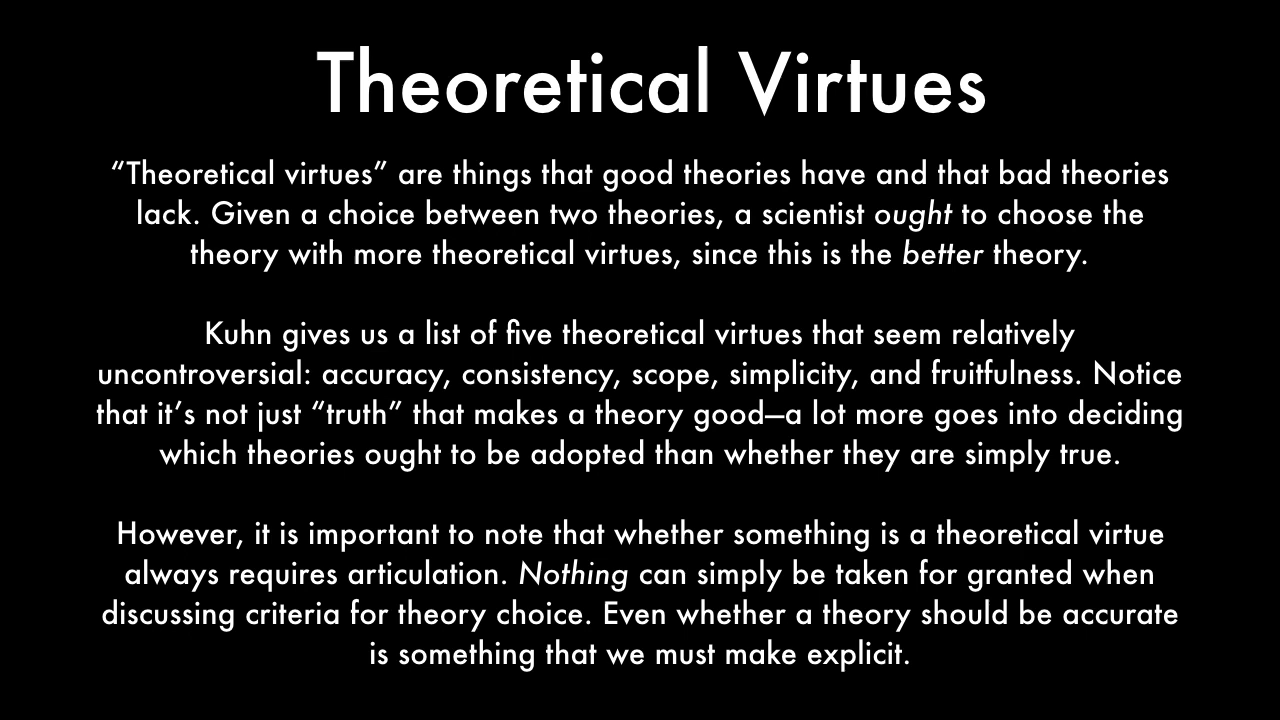 Theoretical Virtues
“Theoretical virtues” are things that good theories have and that bad theories
lack. Given a choice between two theories, a scientist ought to choose the
theory with more theoretical virtues, since this is the better theory.
Kuhn gives us a list of five theoretical virtues that seem relatively
uncontroversial: accuracy, consistency, scope, simplicity, and fruitfulness. Notice
that it’s not just “truth” that makes a theory good—a lot more goes into deciding
which theories ought to be adopted than whether they are simply true.
However, it is important to note that whether something is a theoretical virtue
always requires articulation. Nothing can simply be taken for granted when
discussing criteria for theory choice. Even whether a theory should be accurate
is something that we must make explicit.